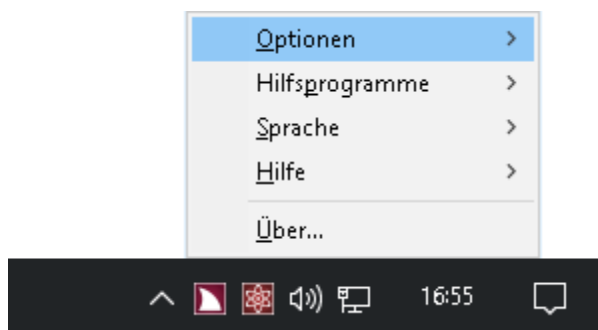 Optionen
Hilfsprogramme
Sprache
Hilfe
Über...
16:55